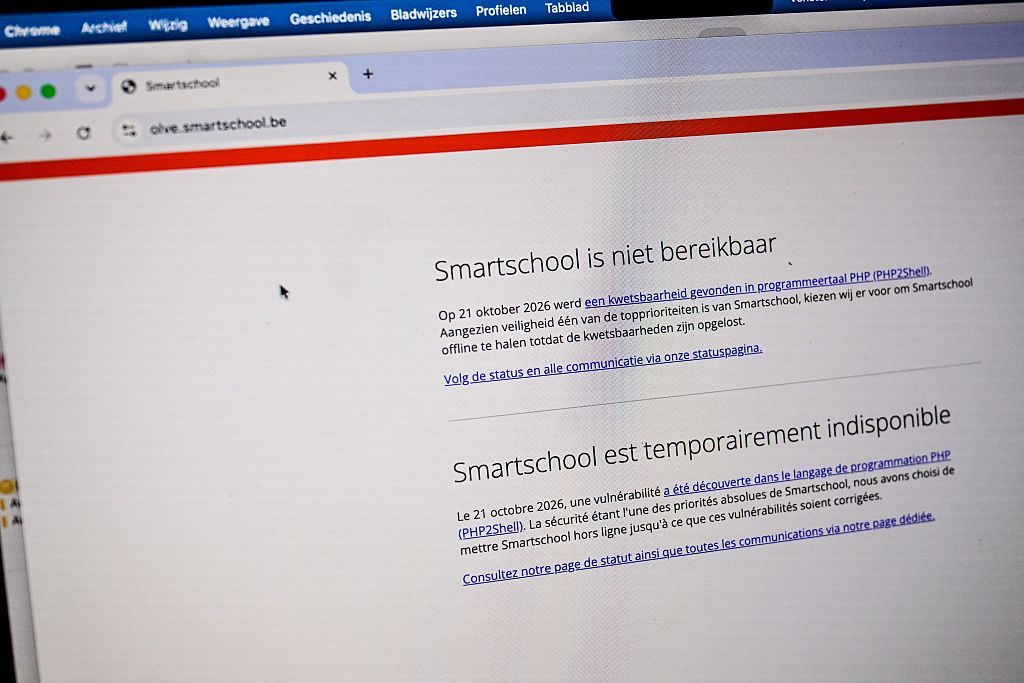 Chrome Archief Wijzig Weergave Geschiedenis Bladwijzers Profielen Tabblad
Smartschool
olve.smartschool.be
Smartschool is niet bereikbaar
Op 21 oktober 2026 werd een kwetsbaarheid gevonden in programmeertaal PHP (PHP2Shell).
Aangezien veiligheid één van de topprioriteiten is van Smartschool, kiezen wij er voor om Smartschool
offline te halen totdat de kwetsbaarheden zijn opgelost.
Volg de status en alle communicatie via onze statuspagina.
Smartschool est temporairement indisponible
Le 21 octobre 2026, une vulnérabilité a été découverte dans le langage de programmation PHP
(PHP2Shell). La sécurité étant l'une des priorités absolues de Smartschool, nous avons choisi de
mettre Smartschool hors ligne jusqu'à ce que ces vulnérabilités soient corrigées.
Consultez notre page de statut ainsi que toutes les communications via notre page dédiée.